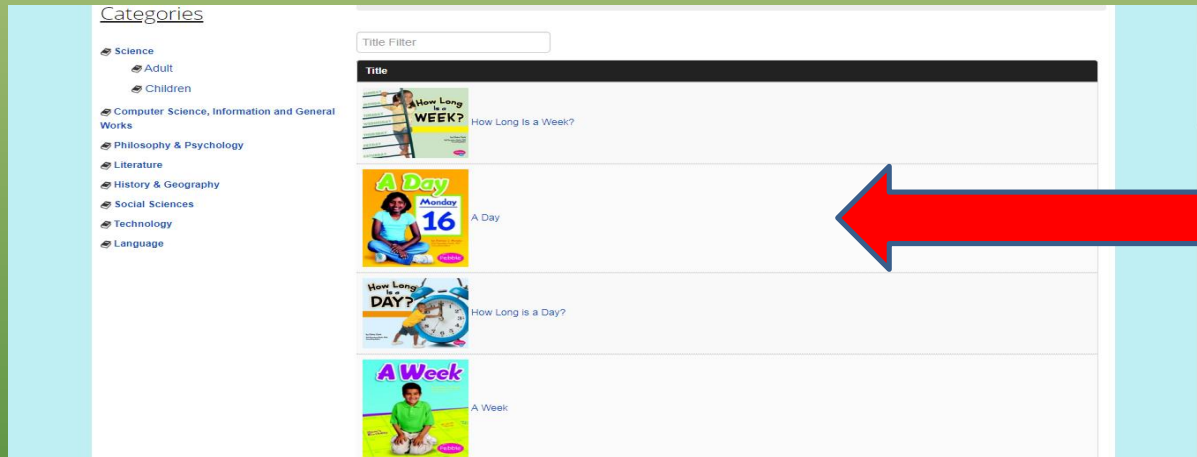 Categories
Science
Adult
Children
Computer Science, Information and General
Works
Philosophy & Psychology
Literature
History & Geography
Social Sciences
Technology
Language
Title Filter
Title
How Long
Is a
WEEK?
How Long Is a Week?
A Day
Monday
16
Pebble
A Day
How Long
is a
DAY?
How Long is a Day?
A Week
Pebble
A Week